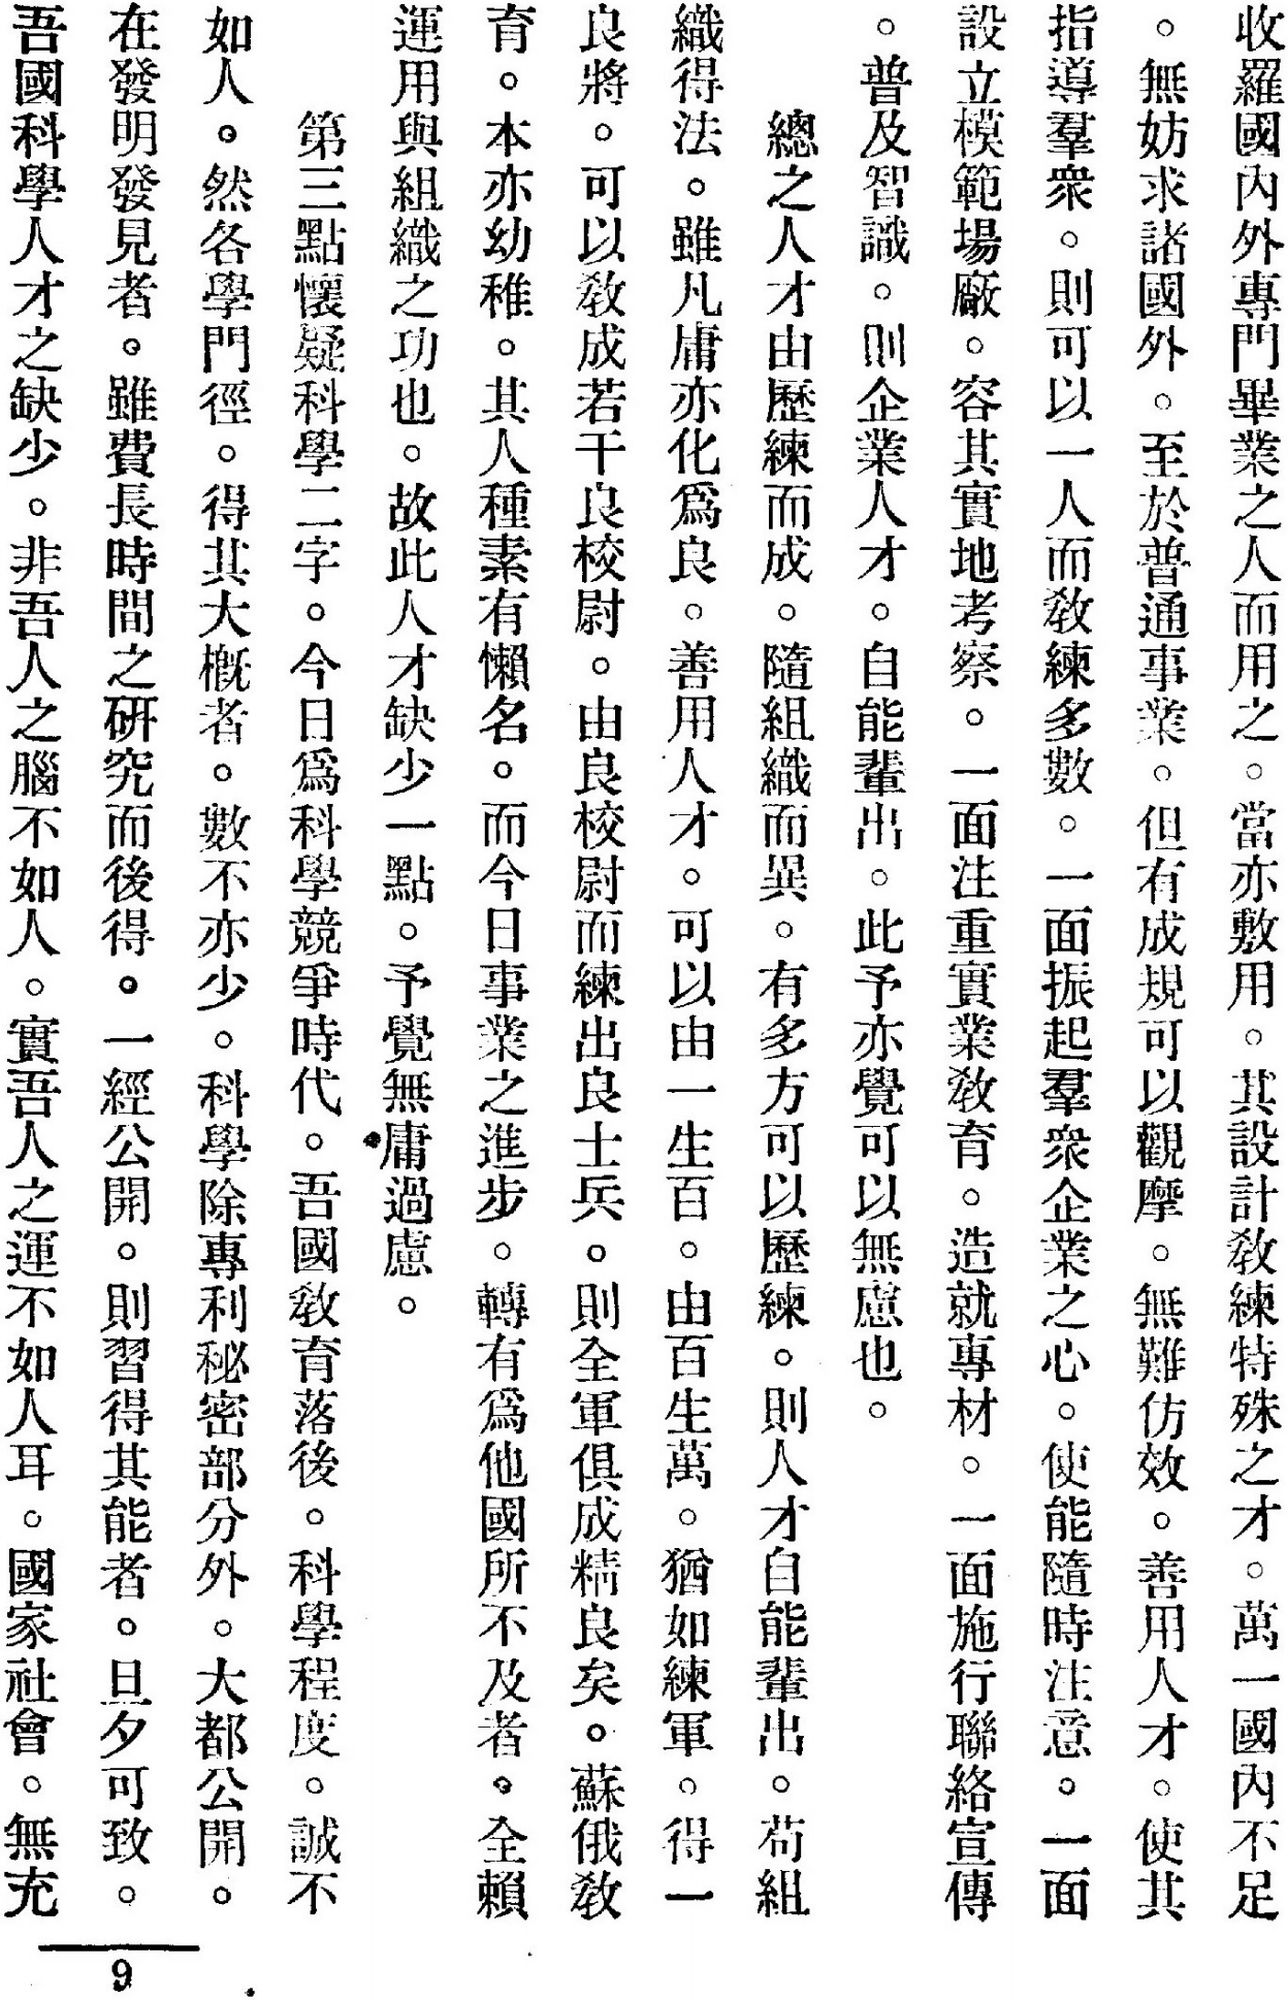 收羅國內外專門畢業之人而用之。當亦敷用。其設計教練特殊之才。萬一國內不足
。無妨求諸國外。至於普通事業。但有成規可以觀摩。無難仿效。善用人才。使其
指導羣衆。則可以一人而教練多數。一面振起羣衆企業之心。使能隨時注意。一面
設立模範場廠。容其實地考察。一面注重實業教育。造就專材。一面施行聯絡宣傳
。普及智識。則企業人才。自能輩出。此予亦覺可以無慮也。
總之人才由歷練而成。隨組織而異。有多方可以歷練。則人才自能輩出。苟組
織得法。雖凡庸亦化爲良。善用人才。可以由一生百。由百生萬。猶如練軍。得一
良將。可以教成若干良校尉。由良校尉而練出良士兵。則全軍俱成精良矣。蘇俄教
育。本亦幼稚。其人種素有懶名。而今日事業之進步。轉有爲他國所不及者。全賴
運用與組織之功也。故此人才缺少一點。予覺無庸過慮。
第三點懷疑科學二字。今日爲科學競爭時代。吾國教育落後。科學程度。誠不
如人。然各學門徑。得其大概者。數不亦少。科學除專利秘密部分外。大都公開。
在發明發見者。雖費長時間之研究而後得。一經公開。則習得其能者。旦夕可致。
吾國科學人才之缺少。非吾人之腦不如人。實吾人之運不如人耳。國家社會。無充
9